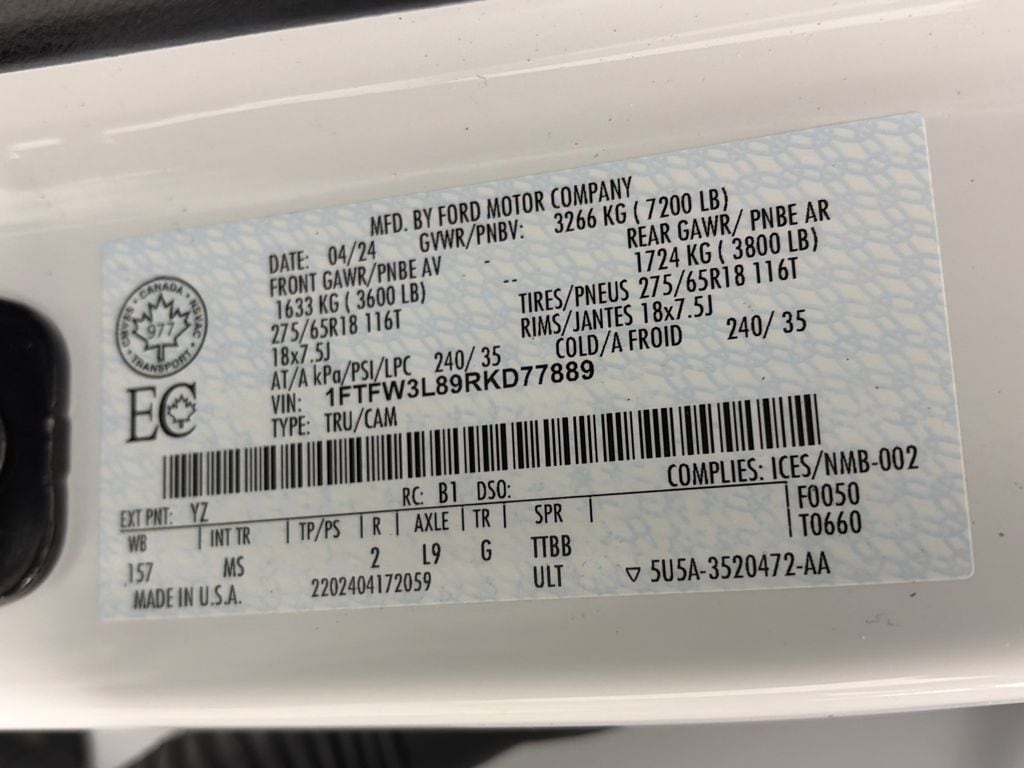 MFD. BY FORD MOTOR COMPANY
DATE: 04/24 GVWR/PNBV: 3266 KG ( 7200 LB)
FRONT GAWR/PNBE AV - REAR GAWR/ PNBE AR
1633 KG ( 3600 LB) -- 1724 KG ( 3800 LB)
275/65R18 116T TIRES/PNEUS 275/65R18 116T
18x7.5J RIMS/JANTES 18x7.5J
AT/A kPa/PSI/LPC 240/ 35 COLD/A FROID 240/ 35
VIN: 1FTFW3L89RKD77889
TYPE: TRU/CAM
CANADA
977
TRANSPORT
EC
COMPLIES: ICES/NMB-002
EXT PNT: YZ RC: B1 DSO: F0050
WB INT TR TP/PS R AXLE TR SPR T0660
157 MS 2 L9 G TTBB
MADE IN U.S.A. 2202404172059 ULT ▽ 5U5A-3520472-AA